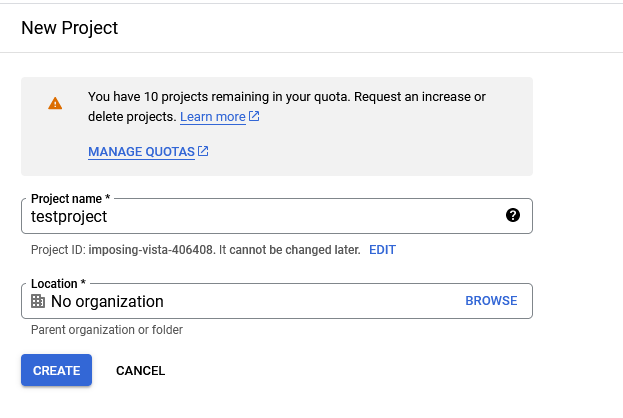 New Project
You have 10 projects remaining in your quota. Request an increase or
delete projects. Learn more
MANAGE QUOTAS
Project name *
testproject
Project ID: imposing-vista-406408. It cannot be changed later. EDIT
Location *
No organization BROWSE
Parent organization or folder
CREATE CANCEL